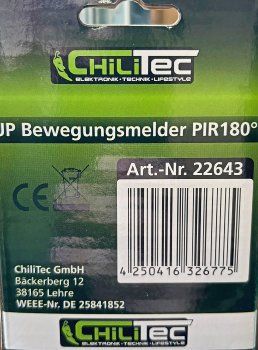 CHILITEC
ELEKTRONIK · TECHNIK · LIFESTYLE
UP Bewegungsmelder PIR180°
Art.-Nr. 22643
CE
4 250416 326775
ChiliTec GmbH
Bäckerberg 12
38165 Lehre
WEEE-Nr. DE 25841852
CHILITEC
ELEKTRONIK · TECHNIK · LIFESTYLE